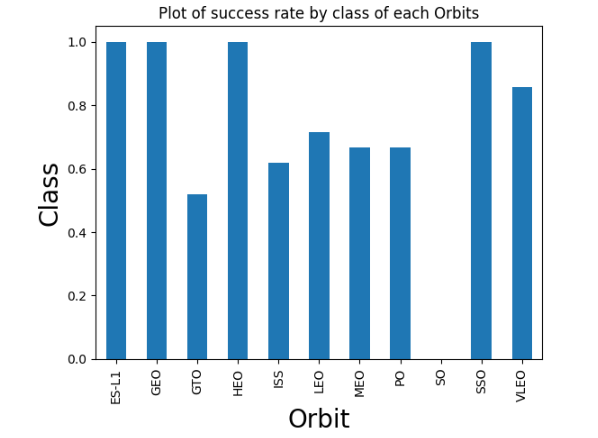 Plot of success rate by class of each Orbits
1.0
0.8
0.6
0.4
0.2
0.0
Class
ES-L1
GEO
GTO
HEO
ISS
LEO
MEO
PO
SO
SSO
VLEO
Orbit